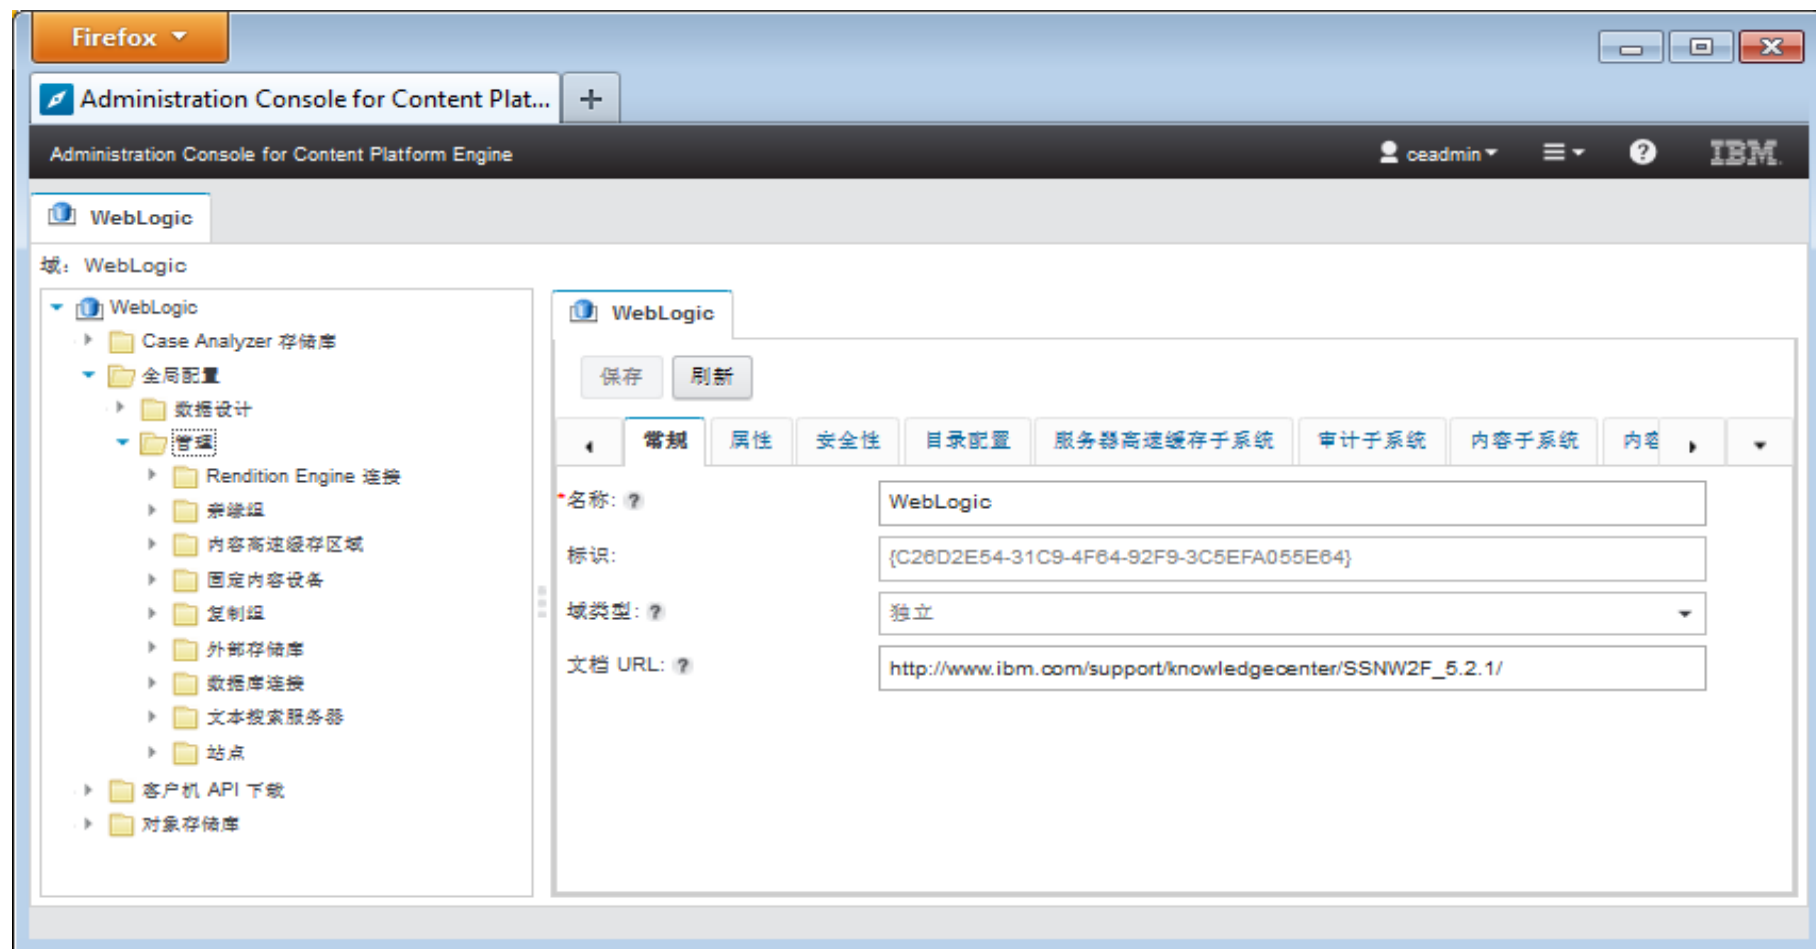 Firefox
Administration Console for Content Plat...
Administration Console for Content Platform Engine
ceadmin
IBM.
WebLogic
域: WebLogic
WebLogic
Case Analyzer 存储库
全局配置
数据设计
管理
Rendition Engine 连接
亲缘组
内容高速缓存区域
固定内容设备
复制组
外部存储库
数据库连接
文本搜索服务器
站点
客户机 API 下载
对象存储库
WebLogic
保存 刷新
常规 属性 安全性 目录配置 服务器高速缓存子系统 审计子系统 内容子系统 内容
*名称: ? WebLogic
标识: {C26D2E54-31C9-4F64-92F9-3C5EFA055E64}
域类型: ? 独立
文档 URL: ? http://www.ibm.com/support/knowledgecenter/SSNW2F_5.2.1/